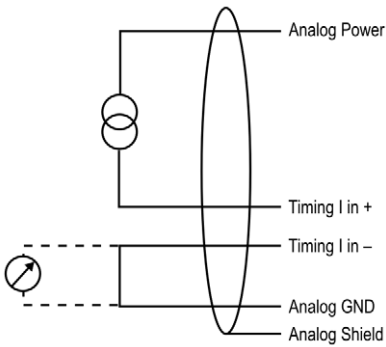 Analog Power
Timing I in +
Timing I in –
Analog GND
Analog Shield